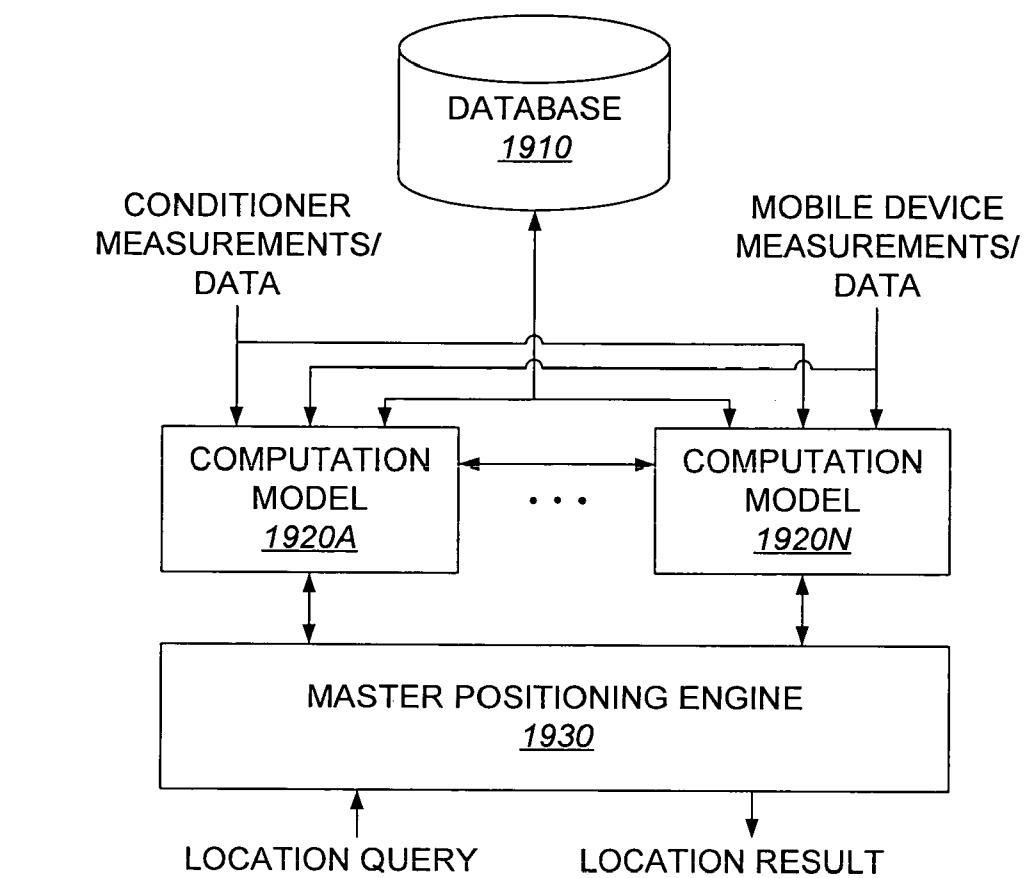 DATABASE
1910
CONDITIONER
MEASUREMENTS/
DATA
MOBILE DEVICE
MEASUREMENTS/
DATA
COMPUTATION
MODEL
1920A
. . .
COMPUTATION
MODEL
1920N
MASTER POSITIONING ENGINE
1930
LOCATION QUERY
LOCATION RESULT